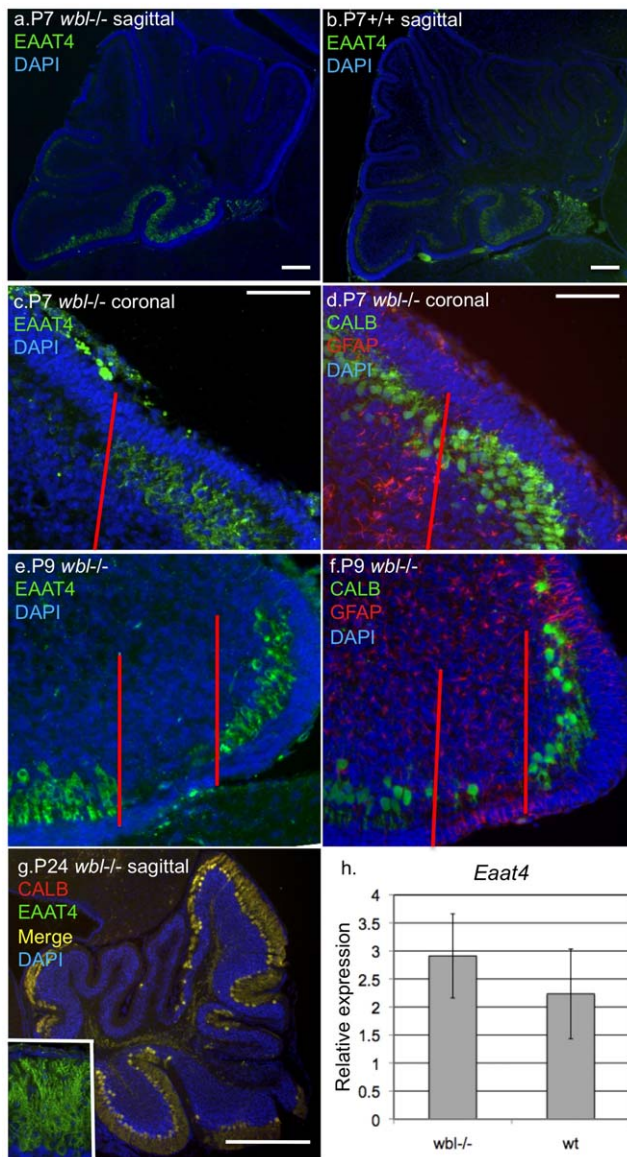 a.P7 wbl-/- sagittal
EAAT4
DAPI
b.P7+/+ sagittal
EAAT4
DAPI
c.P7 wbl-/- coronal
EAAT4
DAPI
d.P7 wbl-/- coronal
CALB
GFAP
DAPI
e.P9 wbl-/-
EAAT4
DAPI
f.P9 wbl-/-
CALB
GFAP
DAPI
g.P24 wbl-/- sagittal
CALB
EAAT4
Merge
DAPI
h.
Eaat4
Relative expression
4
3.5
3
2.5
2
1.5
1
0.5
0
wbl-/-
wt